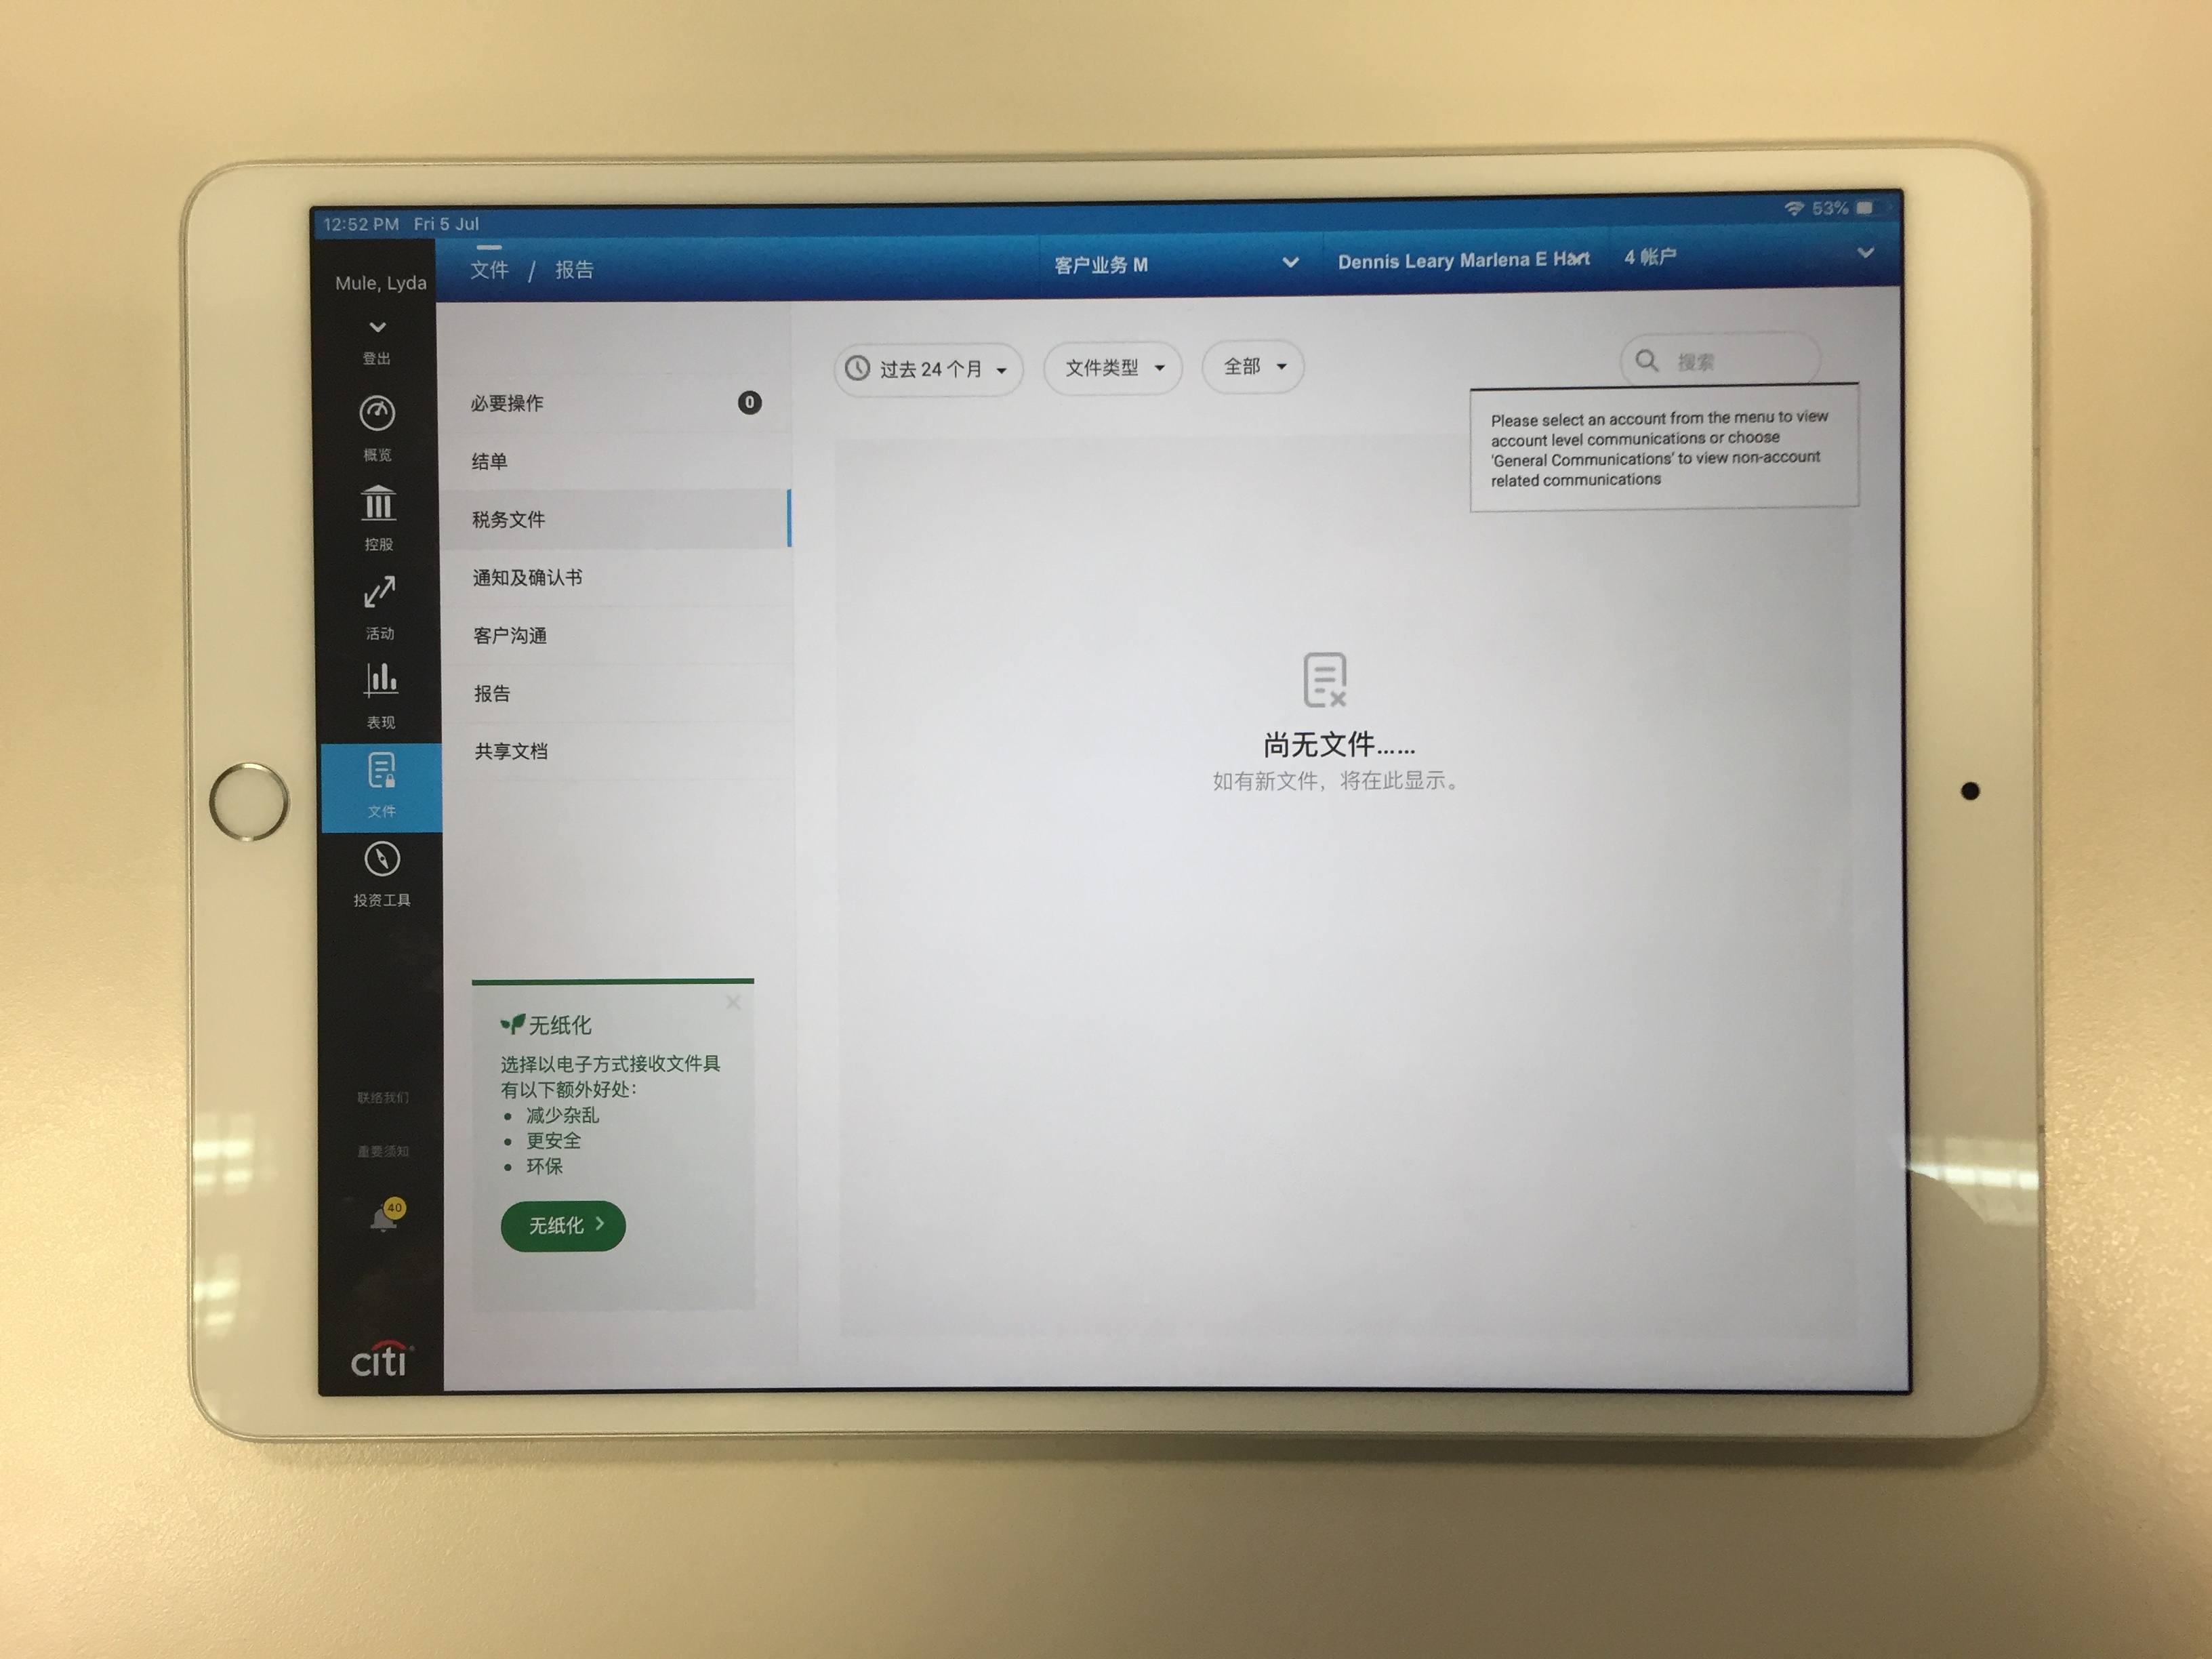 12:52 PM Fri 5 Jul
53%
Mule, Lyda
登出
概览
控股
活动
表现
文件
投资工具
联络我们
重要须知
40
citi
文件 / 报告
客户业务 M
Dennis Leary Marlena E Hart
4 帐户
必要操作
0
结单
税务文件
通知及确认书
客户沟通
报告
共享文档
无纸化
选择以电子方式接收文件具
有以下额外好处：
• 减少杂乱
• 更安全
• 环保
无纸化
过去 24 个月
文件类型
全部
搜索
Please select an account from the menu to view
account level communications or choose
'General Communications' to view non-account
related communications
尚无文件……
如有新文件，将在此显示。